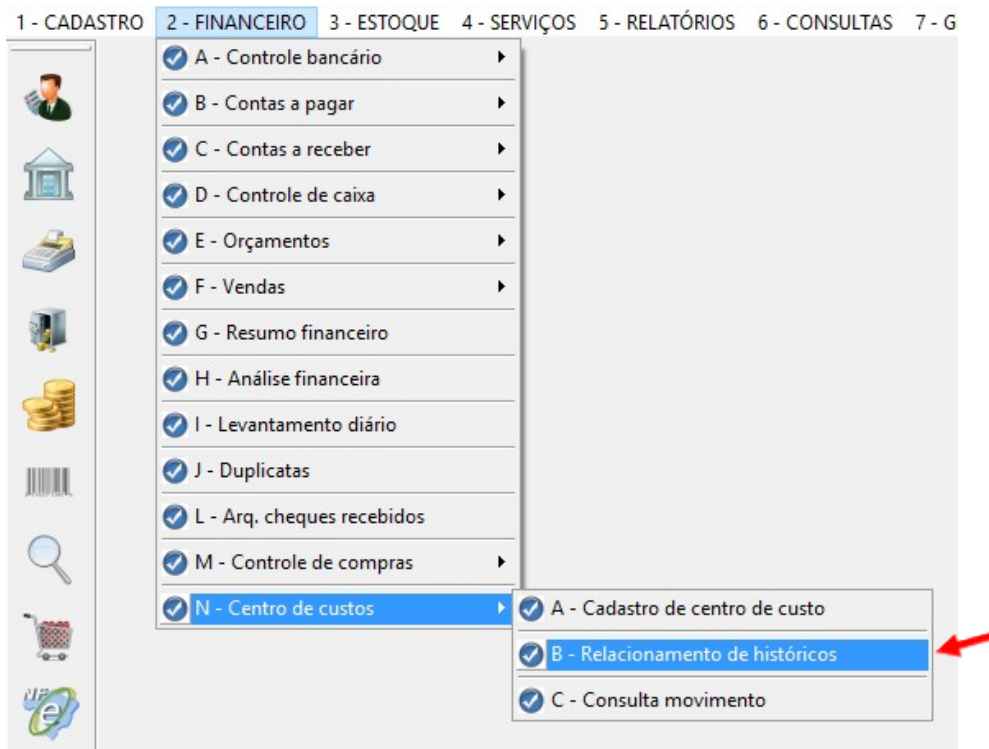 1 - CADASTRO 2 - FINANCEIRO 3 - ESTOQUE 4 - SERVIÇOS 5 - RELATÓRIOS 6 - CONSULTAS 7 - G
A - Controle bancário
B - Contas a pagar
C - Contas a receber
D - Controle de caixa
E - Orçamentos
F - Vendas
G - Resumo financeiro
H - Análise financeira
I - Levantamento diário
J - Duplicatas
L - Arq. cheques recebidos
M - Controle de compras
N - Centro de custos
A - Cadastro de centro de custo
B - Relacionamento de históricos
C - Consulta movimento
NF
e